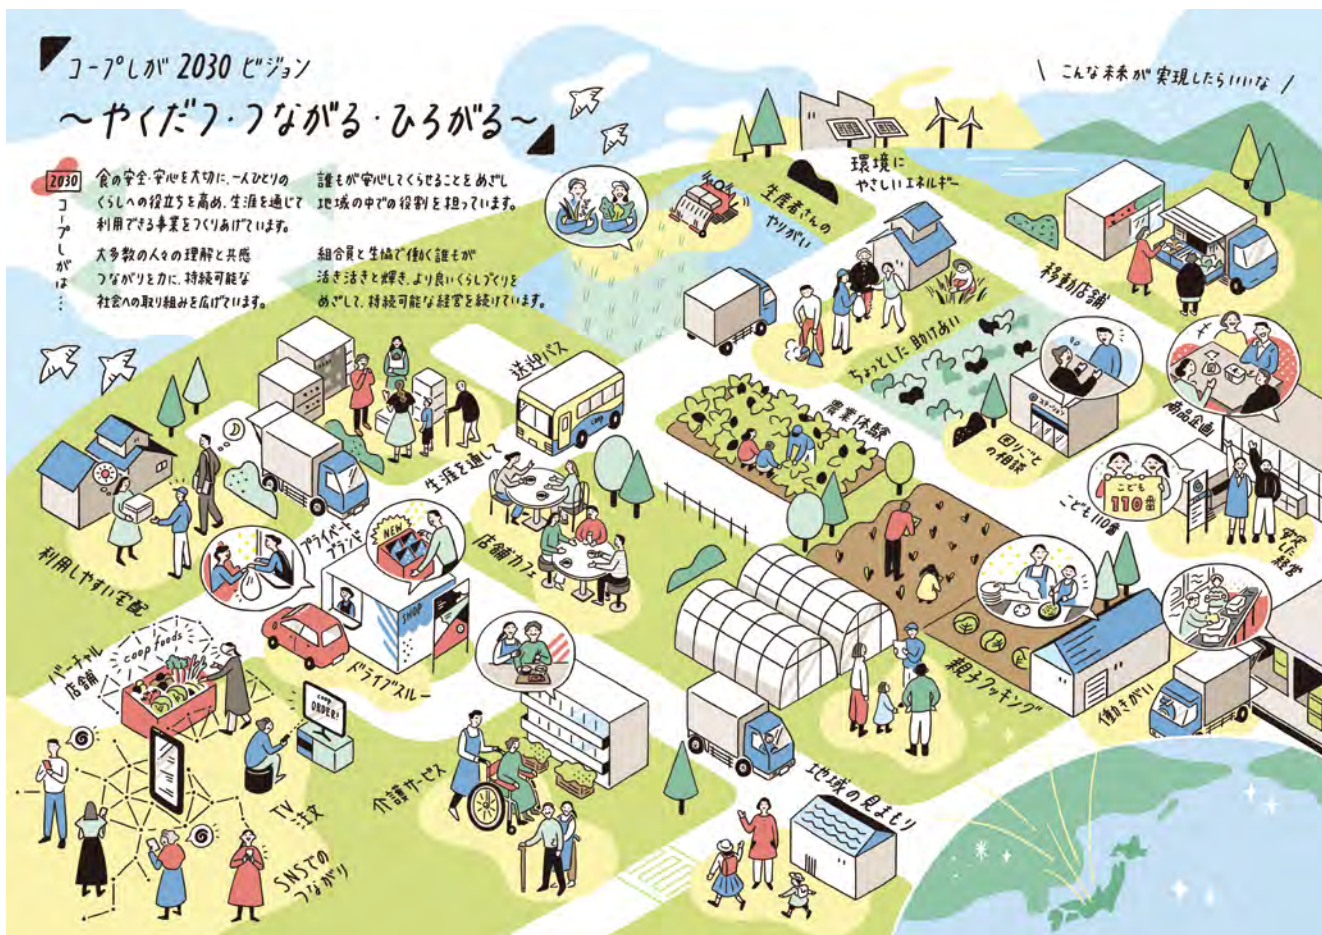 コープしが 2030 ビジョン
～やくだつ・つながる・ひろがる～
こんな未来が実現したらいいな
2030
コープしがは…
食の安全・安心を大切に、一人ひとりの
くらしへの役立ちを高め、生涯を通じて
利用できる事業をつくりあげています。
大多数の人々の理解と共感
つながりを力に、持続可能な
社会への取り組みを広げています。
誰もが安心してくらせることをめざし
地域の中での役割を担っています。
組合員と生協で働く誰もが
活き活きと輝き、より良いくらしづくりを
めざして、持続可能な経営を続けています。
環境に
やさしいエネルギー
生産者さんの
やりがい
移動店舗
ちょっとした助けあい
送迎バス
coop
農業体験
ステーション
困りごと
の相談
商品企画
こども
110番
こども110番
安定した
経営
生涯を通して
店舗カフェ
プライベート
ブランド
NEW
SHOP
利用しやすい宅配
ドライブスルー
バーチャル
店舗
coop foods
coop
ORDER!
TV
注文
SNSでの
つながり
介護サービス
親子クッキング
働きがい
地域の見まもり